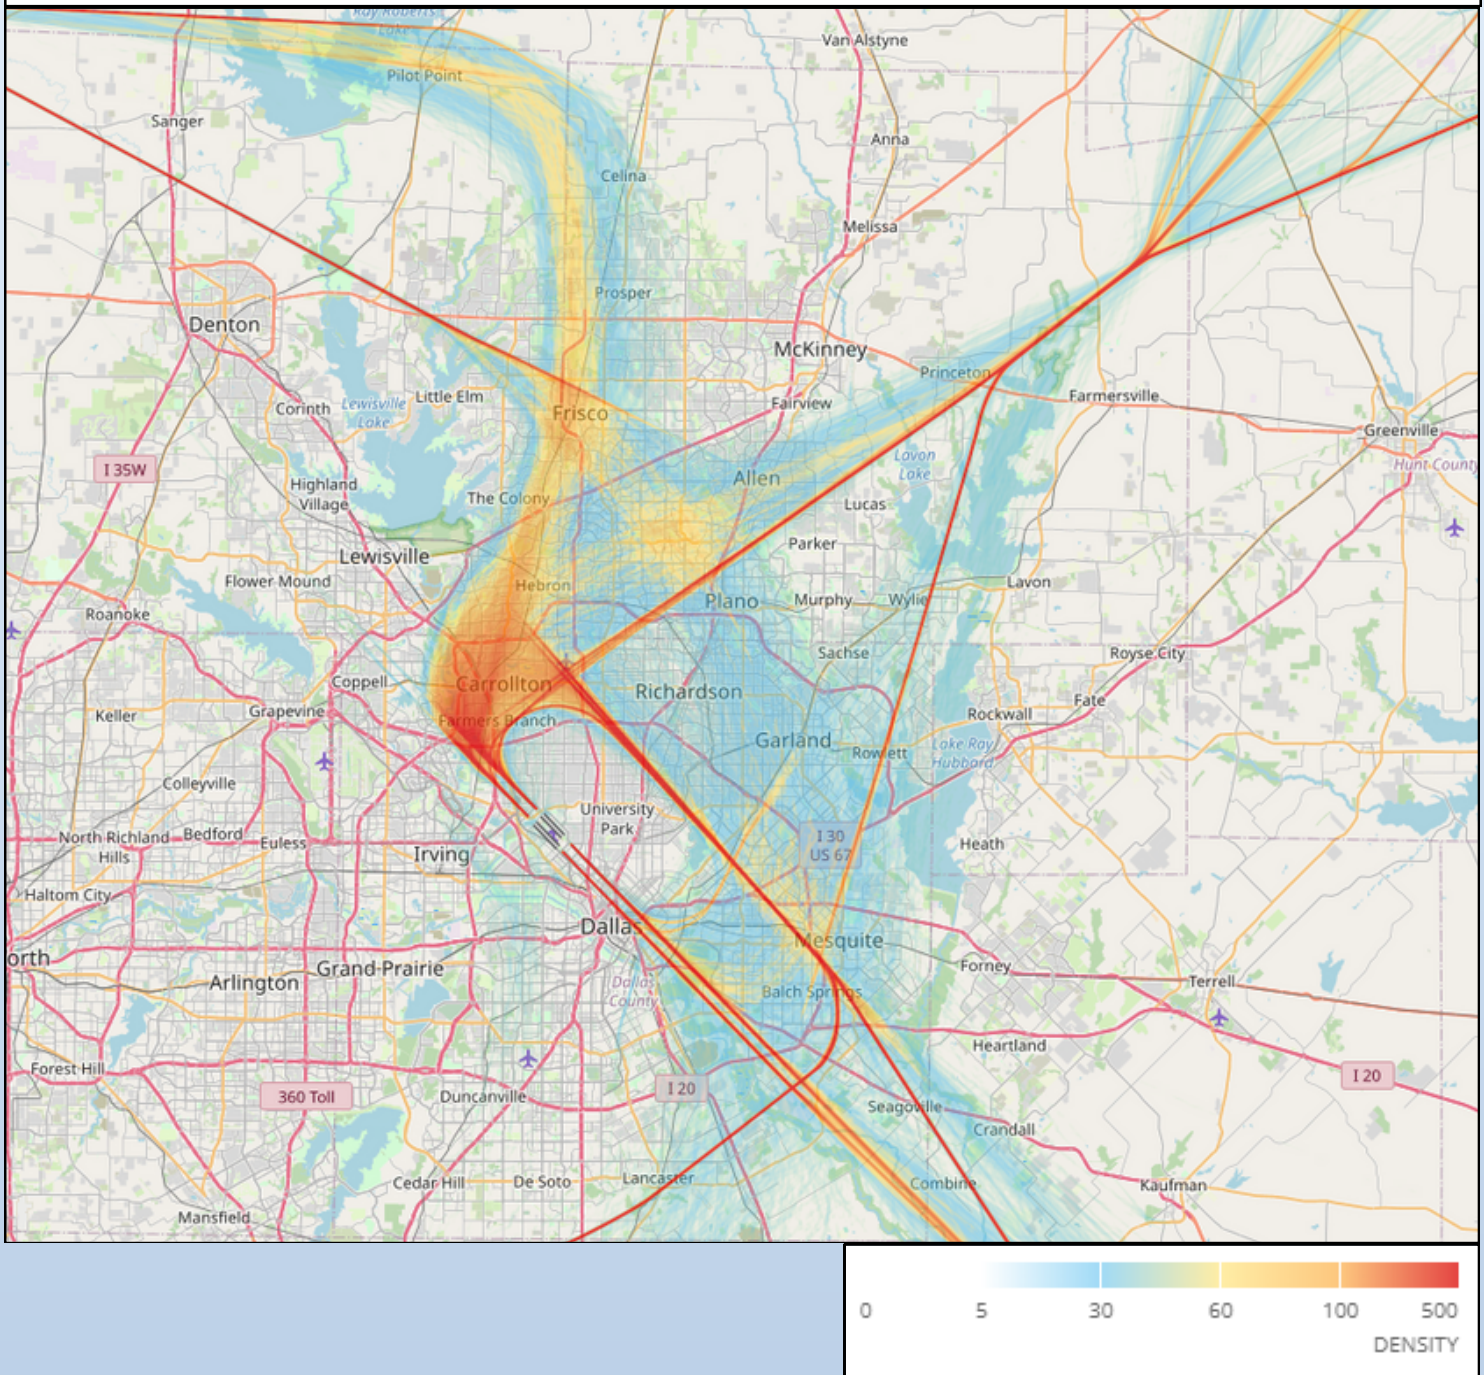 Ray Roberts
Lake
Van Alstyne
Pilot Point
Sanger
Anna
Celina
Melissa
Prosper
Denton
McKinney
Princeton
Little Elm
Farmersville
Corinth
Lewisville
Lake
Fairview
Frisco
Greenville
I 35W
Lavon
Lake
Hunt County
Allen
Highland
Village
The Colony
Lucas
Parker
Lewisville
Flower Mound
Hebron
Lavon
Roanoke
Plano
Murphy
Wylie
Sachse
Royse City
Coppell
Carrollton
Richardson
Fate
Keller
Grapevine
Farmers Branch
Rockwall
Garland
Rowlett
Lake Ray
Hubbard
Colleyville
University
Park
North Richland
Hills
Bedford
Euless
Irving
I 30
US 67
Heath
Haltom City
Dallas
Mesquite
orth
Grand Prairie
Forney
Arlington
Dallas
County
Balch Springs
Terrell
Heartland
Forest Hill
360 Toll
Duncanville
I 20
I 20
Seagoville
Crandall
Cedar Hill
De Soto
Lancaster
Combine
Kaufman
Mansfield
0 5 30 60 100 500
DENSITY